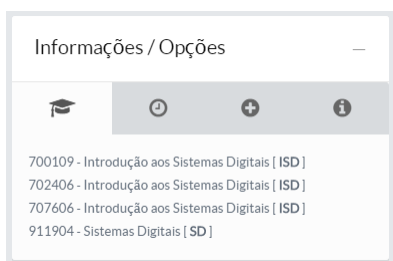 Informações / Opções
700109 - Introdução aos Sistemas Digitais [ ISD ]
702406 - Introdução aos Sistemas Digitais [ ISD ]
707606 - Introdução aos Sistemas Digitais [ ISD ]
911904 - Sistemas Digitais [ SD ]